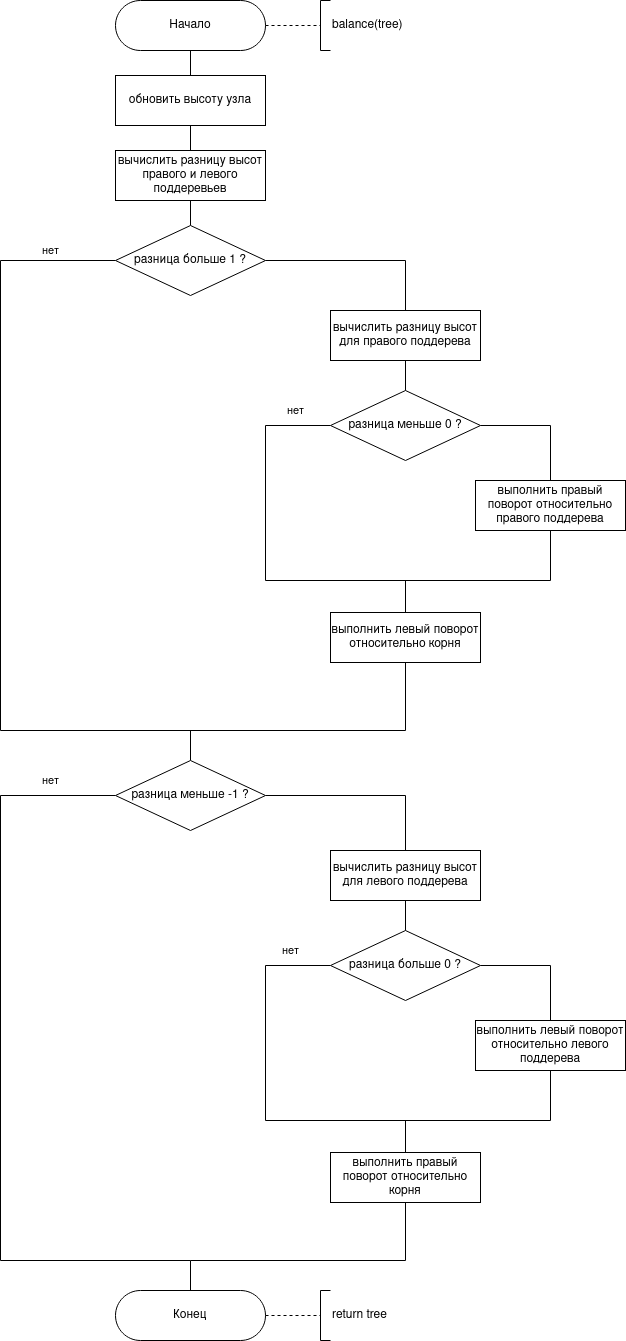 Начало
balance(tree)
обновить высоту узла
вычислить разницу высот
правого и левого
поддеревьев
нет
разница больше 1 ?
вычислить разницу высот
для правого поддерева
нет
разница меньше 0 ?
выполнить правый
поворот относительно
правого поддерева
выполнить левый поворот
относительно корня
нет
разница меньше -1 ?
вычислить разницу высот
для левого поддерева
нет
разница больше 0 ?
выполнить левый поворот
относительно левого
поддерева
выполнить правый
поворот относительно
корня
Конец
return tree